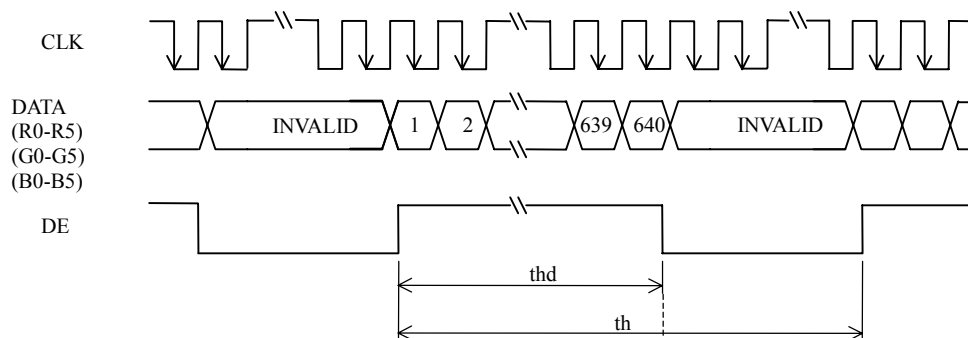 CLK
DATA
(R0-R5)
(G0-G5)
(B0-B5)
INVALID 1 2 639 640 INVALID
DE
thd
th